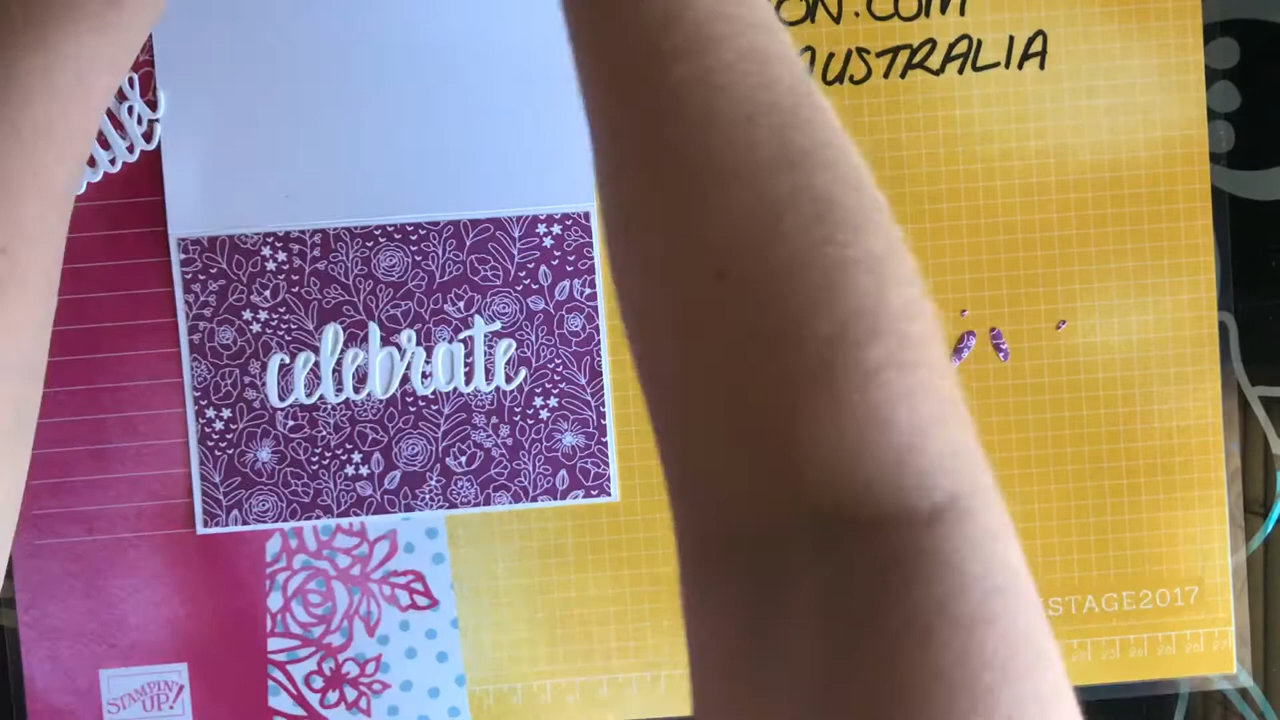 ON.COM
AUSTRALIA
celebrate
STAGE2017
STAMPIN'
UP!